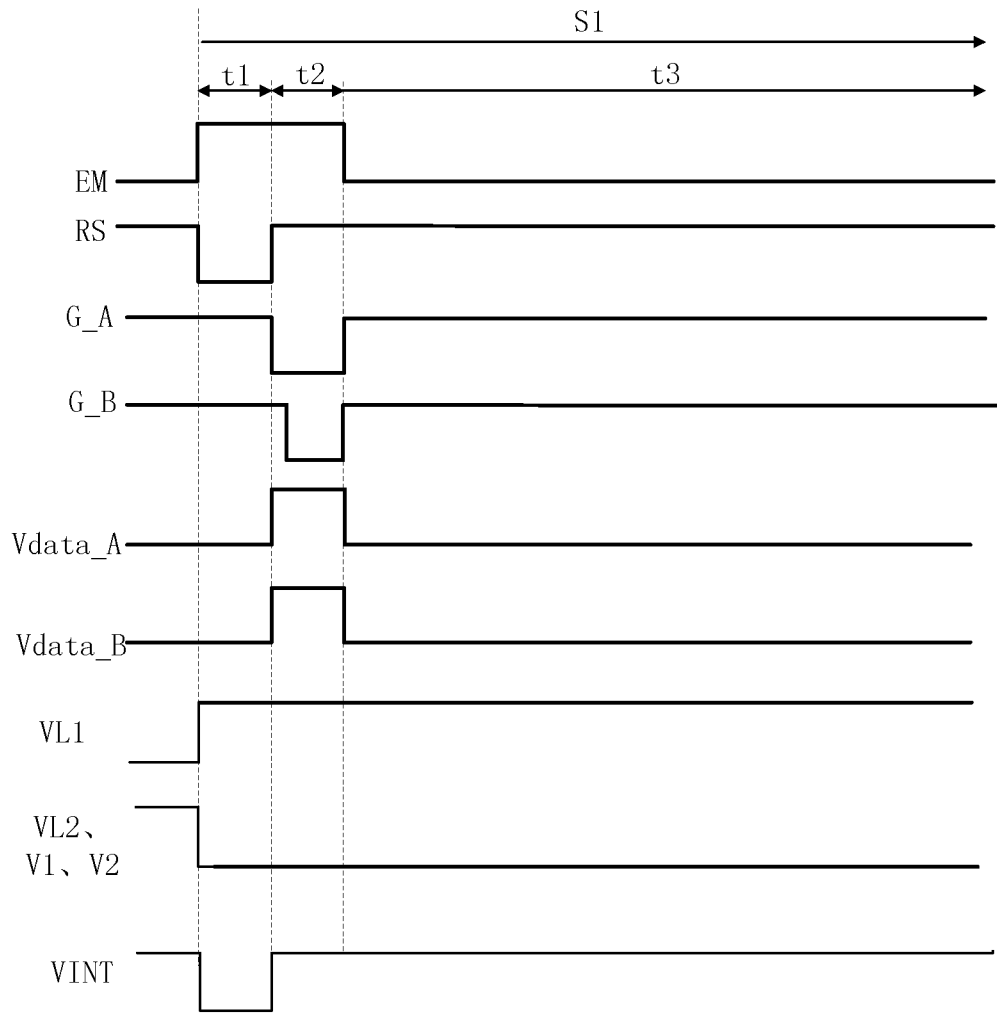 S1
t1 t2 t3
EM
RS
G_A
G_B
Vdata_A
Vdata_B
VL1
VL2、
V1、V2
VINT